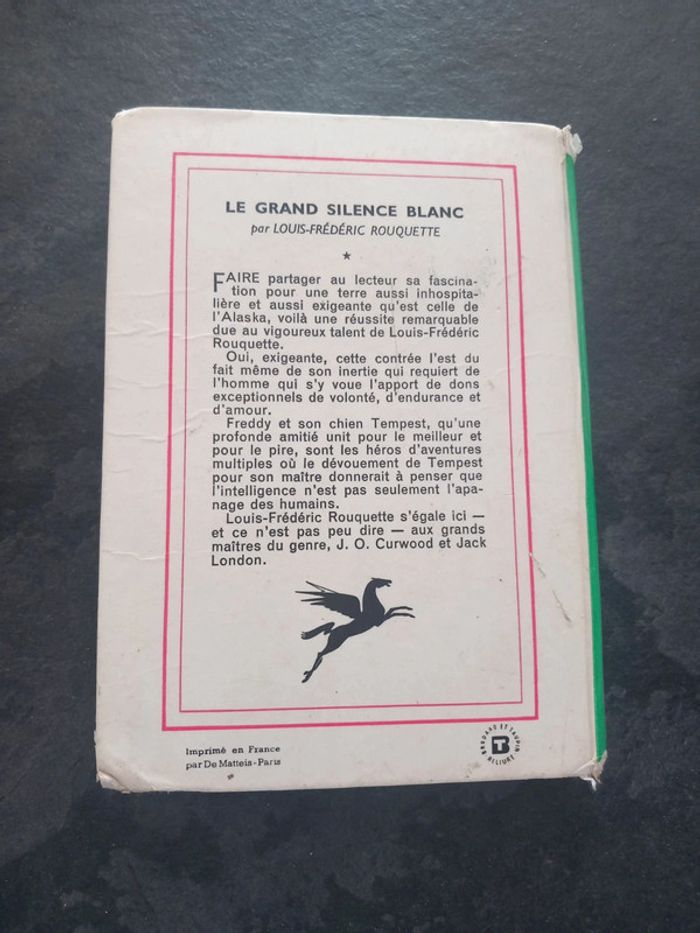 LE GRAND SILENCE BLANC
par LOUIS-FRÉDÉRIC ROUQUETTE
★
FAIRE partager au lecteur sa fascina-
tion pour une terre aussi inhospita-
lière et aussi exigeante qu'est celle de
l'Alaska, voilà une réussite remarquable
due au vigoureux talent de Louis-Frédéric
Rouquette.
Oui, exigeante, cette contrée l'est du
fait même de son inertie qui requiert de
l'homme qui s'y voue l'apport de dons
exceptionnels de volonté, d'endurance et
d'amour.
Freddy et son chien Tempest, qu'une
profonde amitié unit pour le meilleur et
pour le pire, sont les héros d'aventures
multiples où le dévouement de Tempest
pour son maître donnerait à penser que
l'intelligence n'est pas seulement l'apa-
nage des humains.
Louis-Frédéric Rouquette s'égale ici —
et ce n'est pas peu dire — aux grands
maîtres du genre, J. O. Curwood et Jack
London.
Imprimé en France
par De Matteis-Paris
BRODARD ET TAUPIN
RELIURE